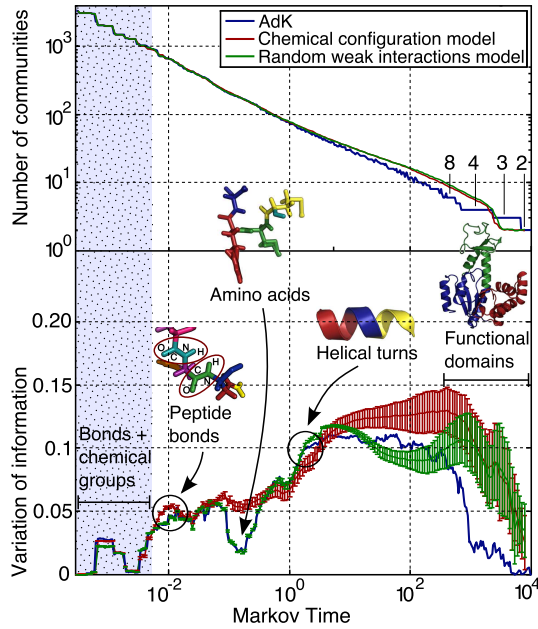 10^3
10^2
10^1
10^0
Number of communities
AdK
Chemical configuration model
Random weak interactions model
8 4 3 2
Amino acids
Helical turns
Functional
domains
Peptide
bonds
O C N H
O C N H
Bonds +
chemical
groups
0.20
0.15
0.1
0.05
0
Variation of information
10^-2 10^0 10^2 10^4
Markov Time